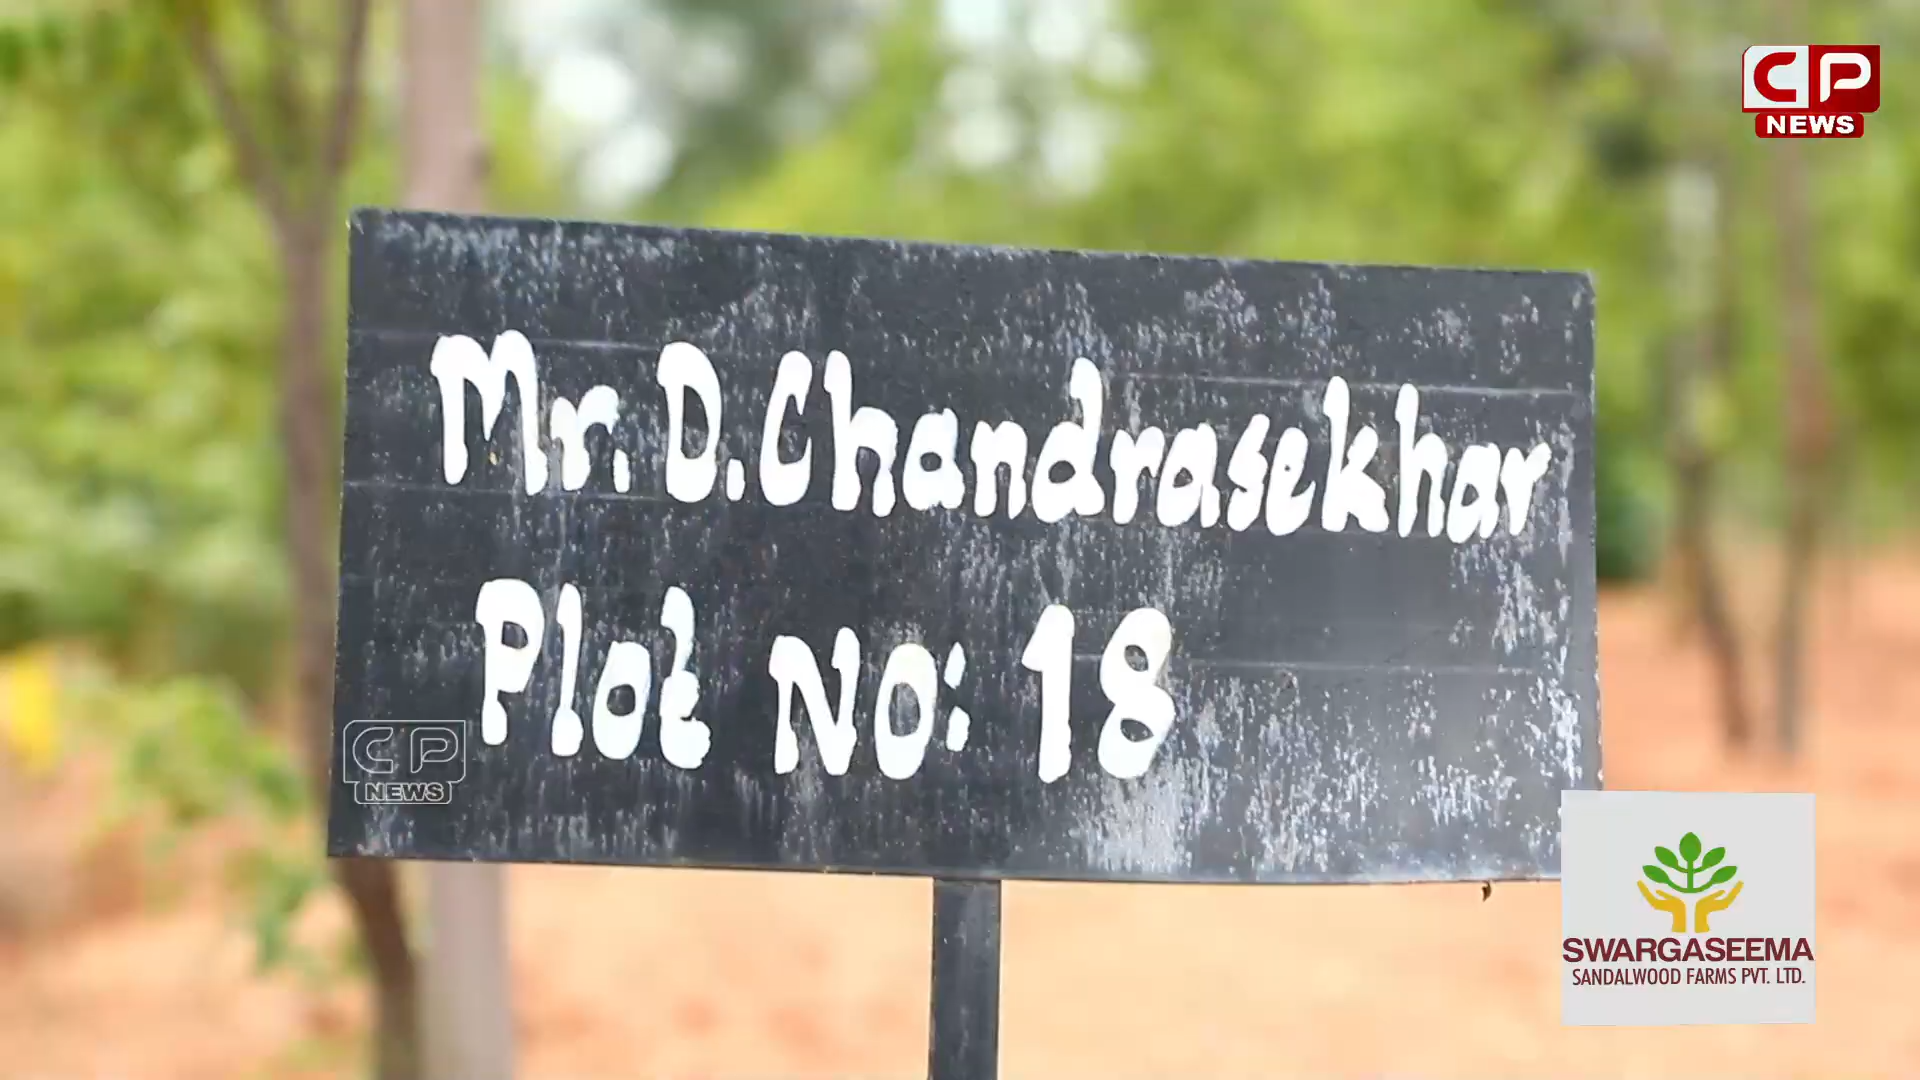 CP
NEWS
Mr. D. Chandrasekhar
Plot No: 18
CP
NEWS
SWARGASEEMA
SANDALWOOD FARMS PVT. LTD.